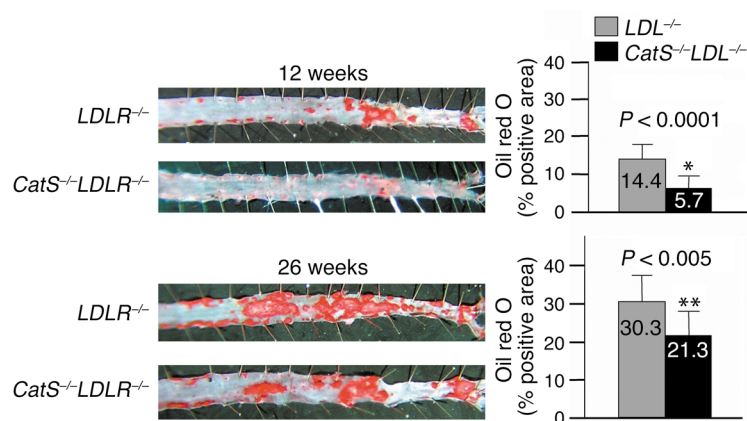 LDL⁻/⁻
CatS⁻/⁻LDL⁻/⁻
12 weeks
LDLR⁻/⁻
CatS⁻/⁻LDLR⁻/⁻
Oil red O
(% positive area)
40
30
20
10
0
P < 0.0001
*
14.4
5.7
26 weeks
LDLR⁻/⁻
CatS⁻/⁻LDLR⁻/⁻
Oil red O
(% positive area)
40
30
20
10
0
P < 0.005
**
30.3
21.3